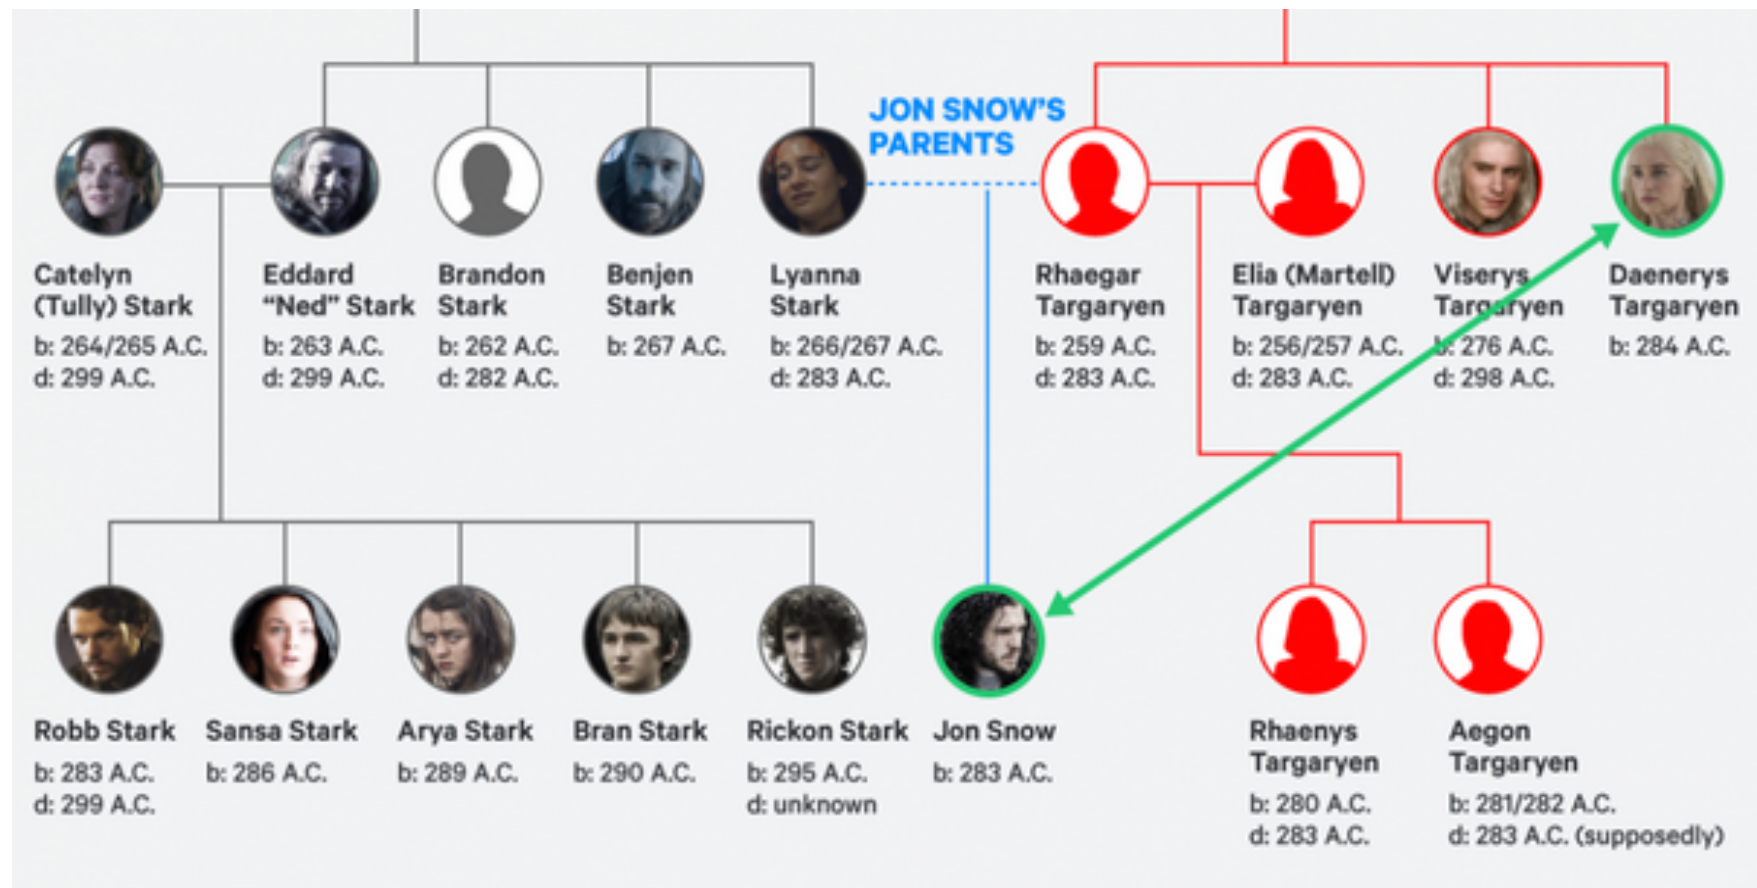 JON SNOW'S
PARENTS
Catelyn
(Tully) Stark
b: 264/265 A.C.
d: 299 A.C.
Eddard
“Ned” Stark
b: 263 A.C.
d: 299 A.C.
Brandon
Stark
b: 262 A.C.
d: 282 A.C.
Benjen
Stark
b: 267 A.C.
Lyanna
Stark
b: 266/267 A.C.
d: 283 A.C.
Rhaegar
Targaryen
b: 259 A.C.
d: 283 A.C.
Elia (Martell)
Targaryen
b: 256/257 A.C.
d: 283 A.C.
Viserys
Targaryen
b: 276 A.C.
d: 298 A.C.
Daenerys
Targaryen
b: 284 A.C.
Robb Stark
b: 283 A.C.
d: 299 A.C.
Sansa Stark
b: 286 A.C.
Arya Stark
b: 289 A.C.
Bran Stark
b: 290 A.C.
Rickon Stark
b: 295 A.C.
d: unknown
Jon Snow
b: 283 A.C.
Rhaenys
Targaryen
b: 280 A.C.
d: 283 A.C.
Aegon
Targaryen
b: 281/282 A.C.
d: 283 A.C. (supposedly)